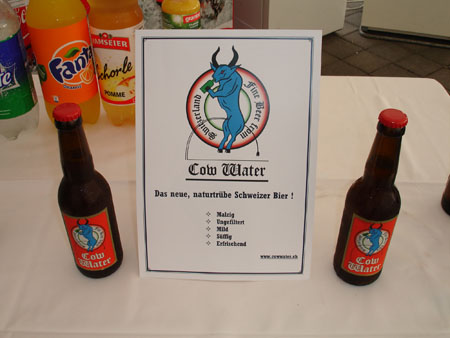 Fanta
RAMSEIER
Schorle
POMME
Switzerland
Fine Beer from
Cow Water
Das neue, naturtrübe Schweizer Bier !
❖ Malzig
❖ Ungefiltert
❖ Mild
❖ Süffig
❖ Erfrischend
www.cowwater.ch
Cow
Water
Cow
Water